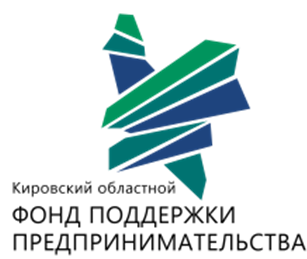 Кировский областной
ФОНД ПОДДЕРЖКИ
ПРЕДПРИНИМАТЕЛЬСТВА